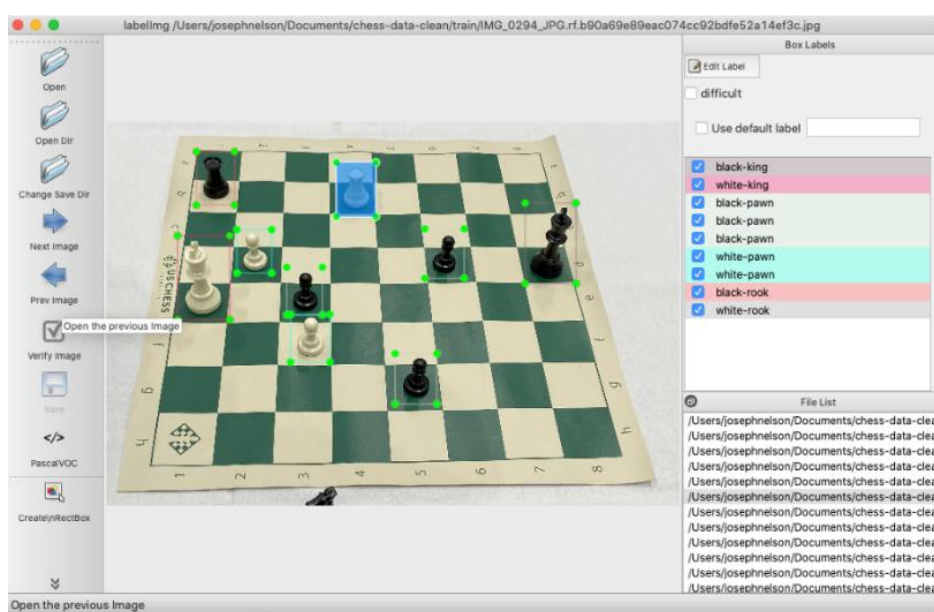 labelImg /Users/josephnelson/Documents/chess-data-clean/train/IMG_0294_JPG.rf.b90a69e89eac074cc92bdfe52a14ef3c.jpg
Open
Open Dir
Change Save Dir
Next Image
Prev Image
Open the previous Image
Verify Image
Save
</>
PascalVOC
Create\nRectBox
USCHESS
a
b
c
e
f
g
h
g
h
1
2
3
4
5
6
7
8
Box Labels
Edit Label
difficult
Use default label
black-king
white-king
black-pawn
black-pawn
black-pawn
white-pawn
white-pawn
black-rook
white-rook
File List
/Users/josephnelson/Documents/chess-data-clea
/Users/josephnelson/Documents/chess-data-clea
/Users/josephnelson/Documents/chess-data-clea
/Users/josephnelson/Documents/chess-data-clea
/Users/josephnelson/Documents/chess-data-clea
/Users/josephnelson/Documents/chess-data-clea
/Users/josephnelson/Documents/chess-data-clea
/Users/josephnelson/Documents/chess-data-clea
/Users/josephnelson/Documents/chess-data-clea
/Users/josephnelson/Documents/chess-data-clea
/Users/josephnelson/Documents/chess-data-clea
/Users/josephnelson/Documents/chess-data-clea
Open the previous Image